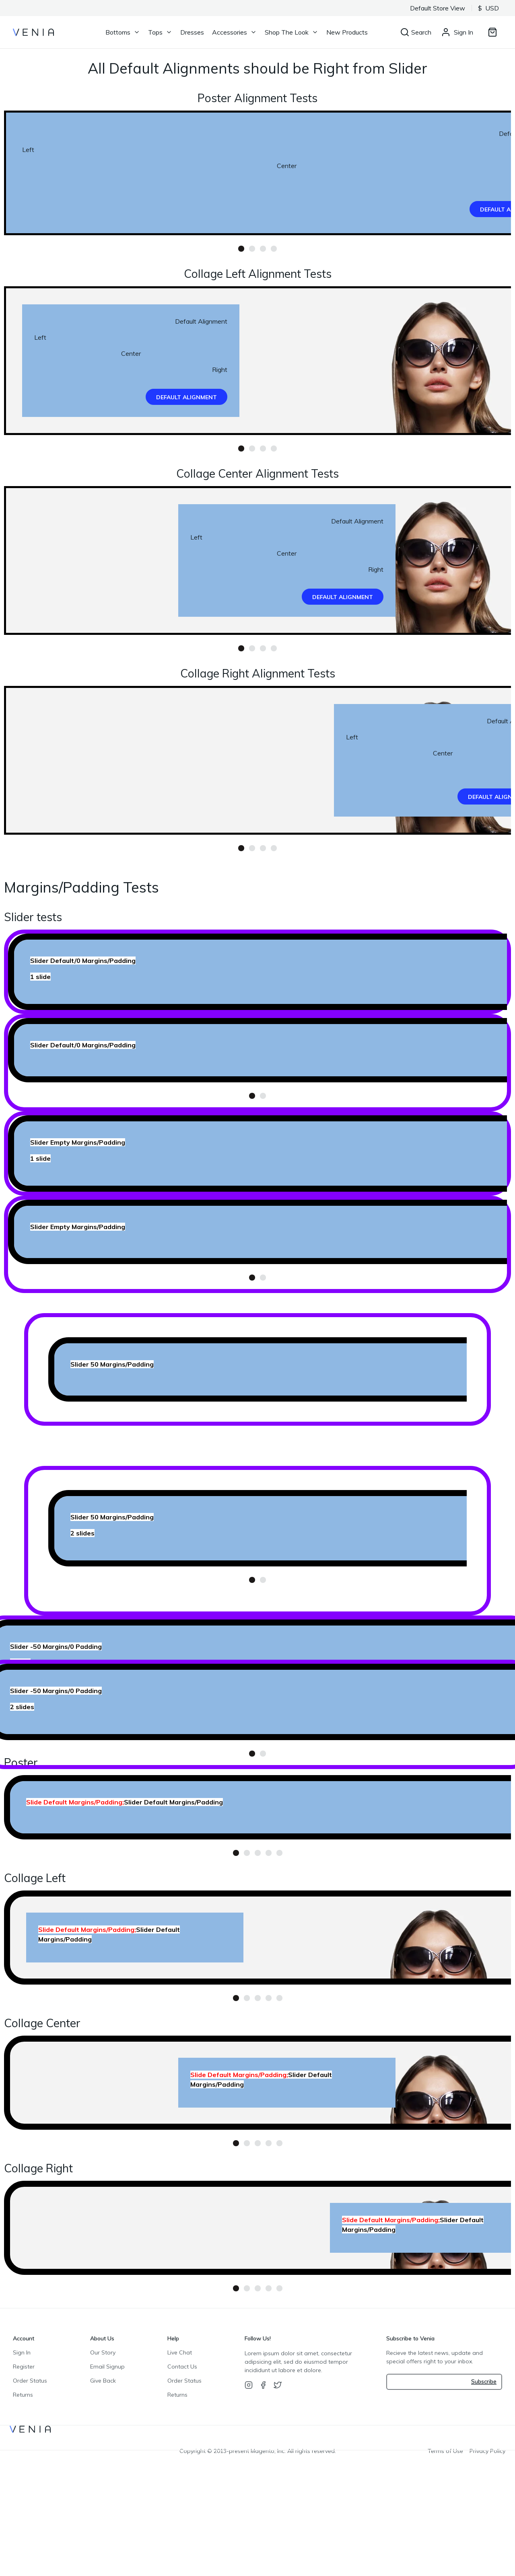 Default Store View $ USD
VENIA Bottoms Tops Dresses Accessories Shop The Look New Products Search Sign In
All Default Alignments should be Right from Slider
Poster Alignment Tests
Left
Center
DEFAULT
Collage Left Alignment Tests
Default Alignment
Left
Center
Right
DEFAULT ALIGNMENT
Collage Center Alignment Tests
Default Alignment
Left
Center
Right
DEFAULT ALIGNMENT
Collage Right Alignment Tests
Default
Left
Center
DEFAULT
Margins/Padding Tests
Slider tests
Slider Default/0 Margins/Padding
1 slide
Slider Default/0 Margins/Padding
Slider Empty Margins/Padding
1 slide
Slider Empty Margins/Padding
Slider 50 Margins/Padding
Slider 50 Margins/Padding
2 slides
Slider -50 Margins/0 Padding
Slider -50 Margins/0 Padding
2 slides
Poster
Slide Default Margins/Padding;Slider Default Margins/Padding
Collage Left
Slide Default Margins/Padding;Slider Default
Margins/Padding
Collage Center
Slide Default Margins/Padding;Slider Default
Margins/Padding
Collage Right
Slide Default Margins/Padding;Slider Default
Margins/Padding
Account
Sign In
Register
Order Status
Returns
About Us
Our Story
Email Signup
Give Back
Help
Live Chat
Contact Us
Order Status
Returns
Follow Us!
Lorem ipsum dolor sit amet, consectetur
adipsicing elit, sed do eiusmod tempor
incididunt ut labore et dolore.
Subscribe to Venia
Recieve the latest news, update and
special offers right to your inbox.
Subscribe
VENIA
Copyright © 2013-present Magento, Inc. All rights reserved.
Terms of Use Privacy Policy